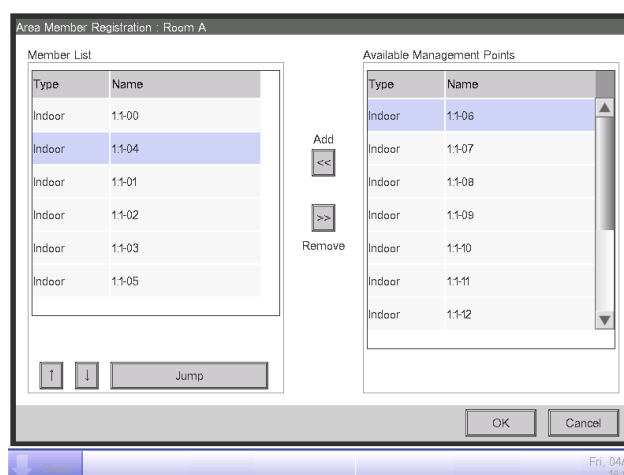 Area Member Registration : Room A
Member List
Available Management Points
Type Name
Type Name
Indoor 1:1-00
Indoor 1:1-04
Indoor 1:1-01
Indoor 1:1-02
Indoor 1:1-03
Indoor 1:1-05
Add
<<
>>
Remove
Indoor 1:1-06
Indoor 1:1-07
Indoor 1:1-08
Indoor 1:1-09
Indoor 1:1-10
Indoor 1:1-11
Indoor 1:1-12
↑ ↓ Jump
OK Cancel
Fri, 04/